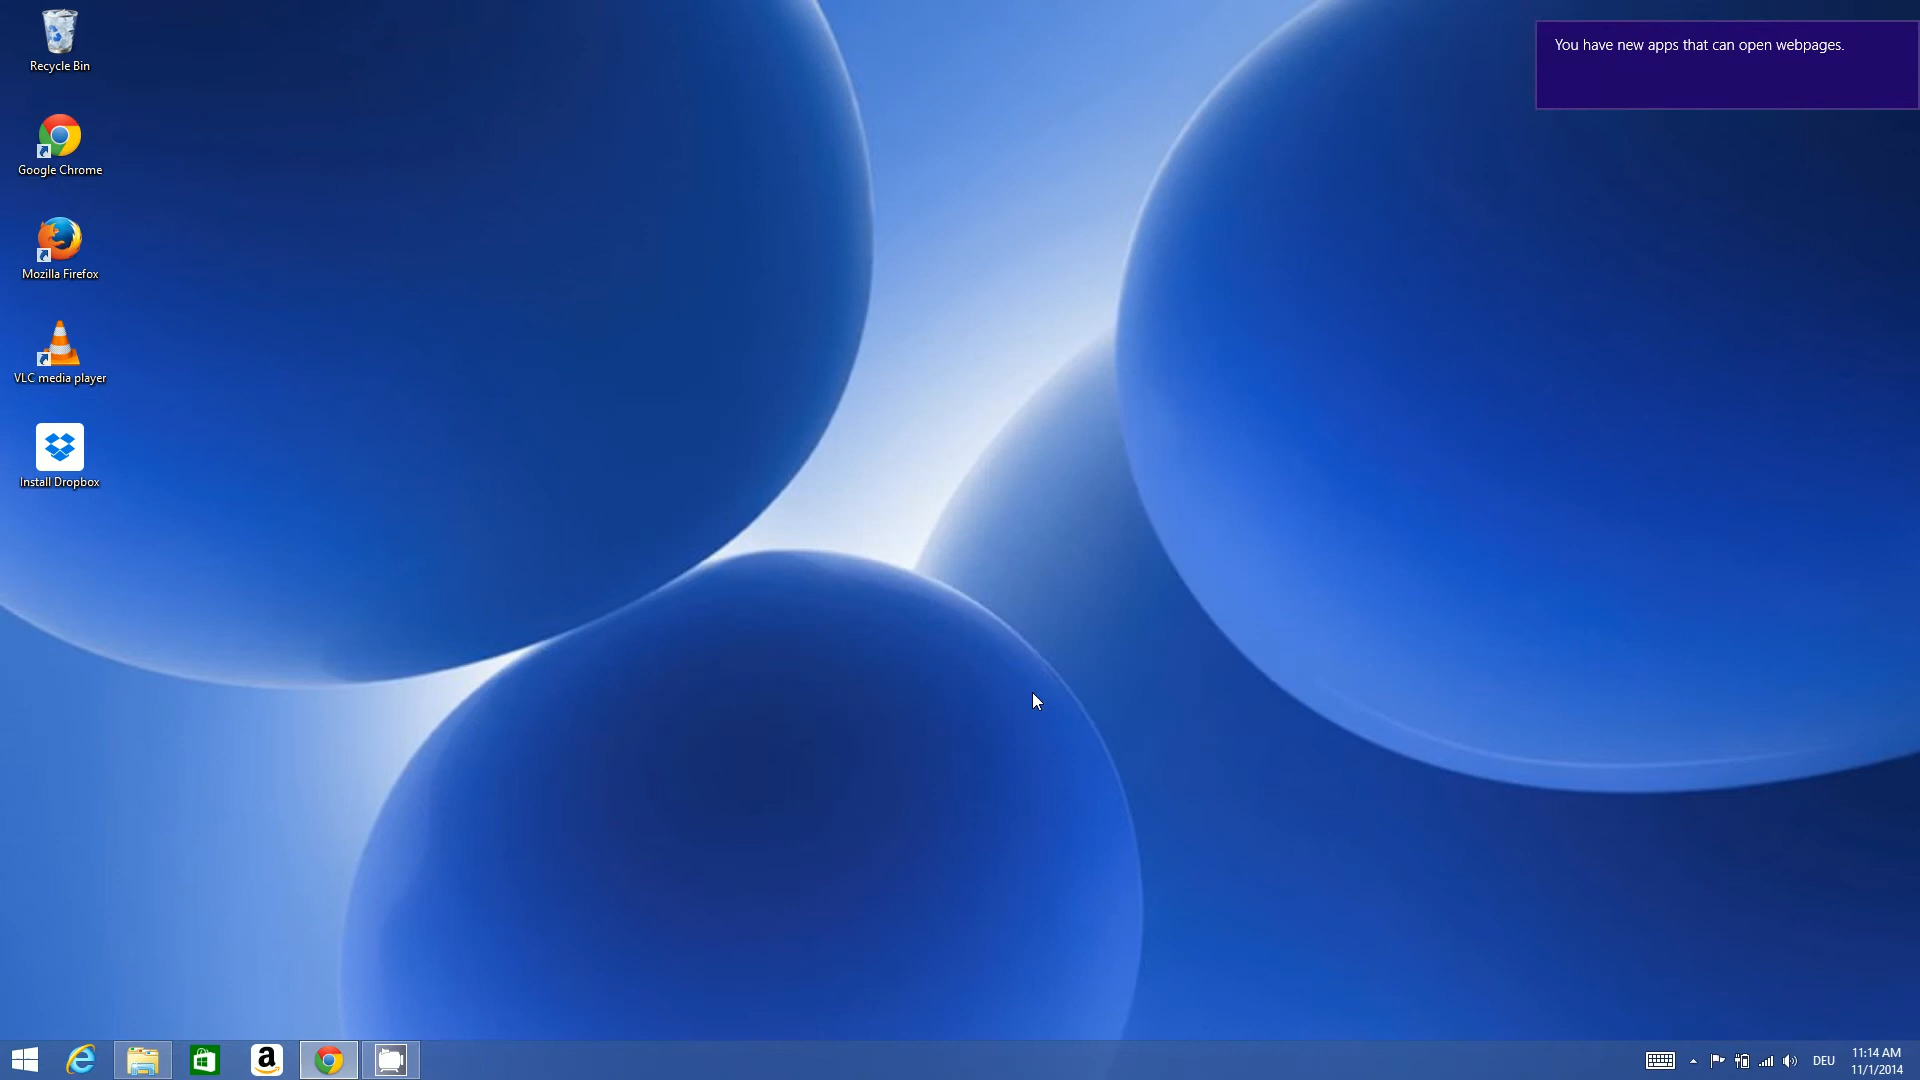 Recycle Bin
Google Chrome
Mozilla Firefox
VLC media player
Install Dropbox
You have new apps that can open webpages.
a
DEU
11:14 AM
11/1/2014